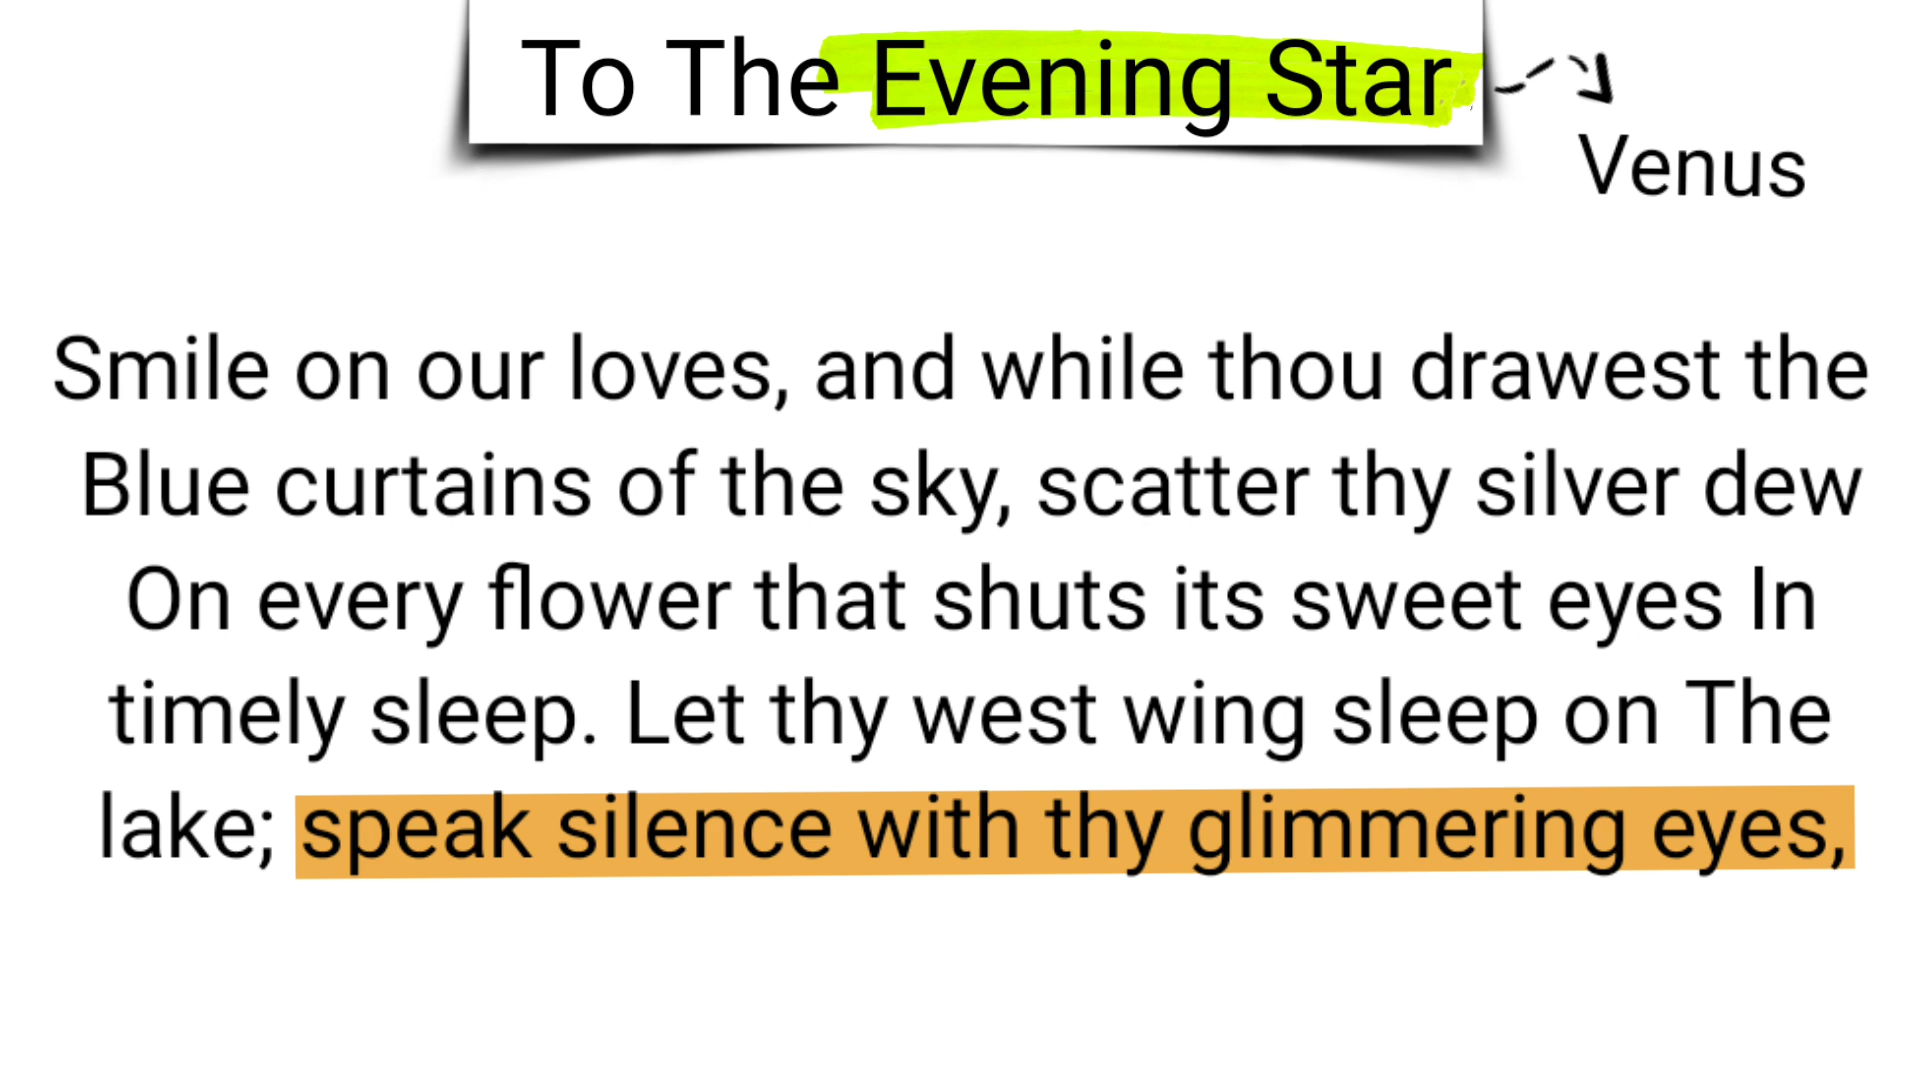 To The Evening Star
Venus
Smile on our loves, and while thou drawest the
Blue curtains of the sky, scatter thy silver dew
On every flower that shuts its sweet eyes In
timely sleep. Let thy west wing sleep on The
lake; speak silence with thy glimmering eyes,